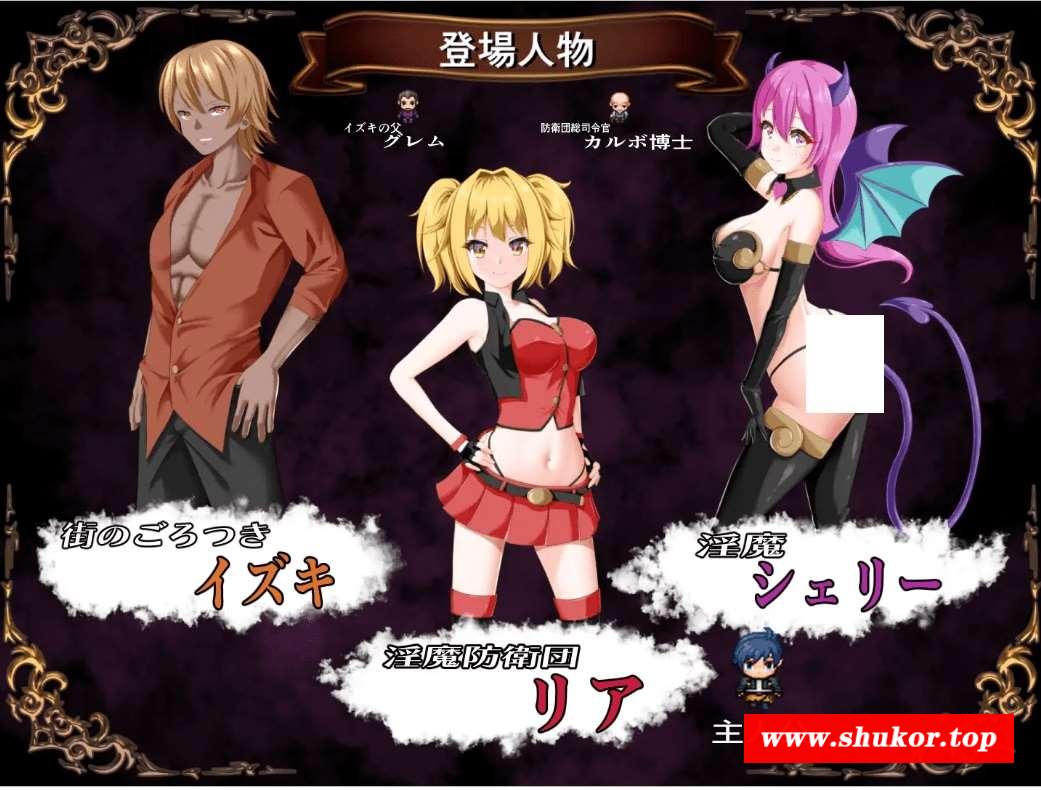 登場人物
イズキの父
グレム
防衛団総司令官
カルボ博士
街のごろつき
イズキ
淫魔
シェリー
淫魔防衛団
リア
主
www.shukor.top